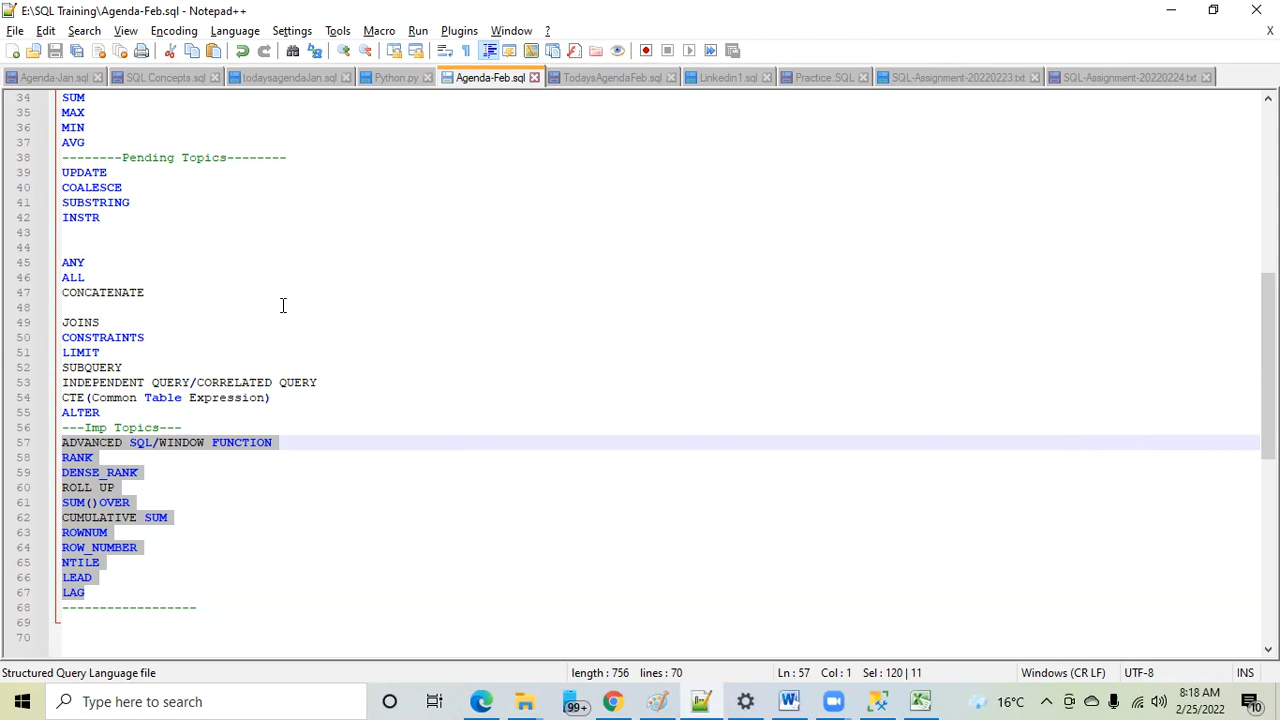 E:\SQL Training\Agenda-Feb.sql - Notepad++
File Edit Search View Encoding Language Settings Tools Macro Run Plugins Window ? X
Agenda-Jan.sql SQL Concepts.sql todaysagendaJan.sql Python.py Agenda-Feb.sql TodaysAgendaFeb.sql Linkedin1.sql Practice.SQL SQL-Assignment-20220223.txt SQL-Assignment-20220224.txt
34 SUM
35 MAX
36 MIN
37 AVG
38 --------Pending Topics--------
39 UPDATE
40 COALESCE
41 SUBSTRING
42 INSTR
43
44
45 ANY
46 ALL
47 CONCATENATE
48
49 JOINS
50 CONSTRAINTS
51 LIMIT
52 SUBQUERY
53 INDEPENDENT QUERY/CORRELATED QUERY
54 CTE(Common Table Expression)
55 ALTER
56 ---Imp Topics---
57 ADVANCED SQL/WINDOW FUNCTION
58 RANK
59 DENSE_RANK
60 ROLL UP
61 SUM()OVER
62 CUMULATIVE SUM
63 ROWNUM
64 ROW_NUMBER
65 NTILE
66 LEAD
67 LAG
68 ------------------
69
70
Structured Query Language file length : 756 lines : 70 Ln : 57 Col : 1 Sel : 120 | 11 Windows (CR LF) UTF-8 INS
Type here to search 99+ 16°C 8:18 AM
2/25/2022 10